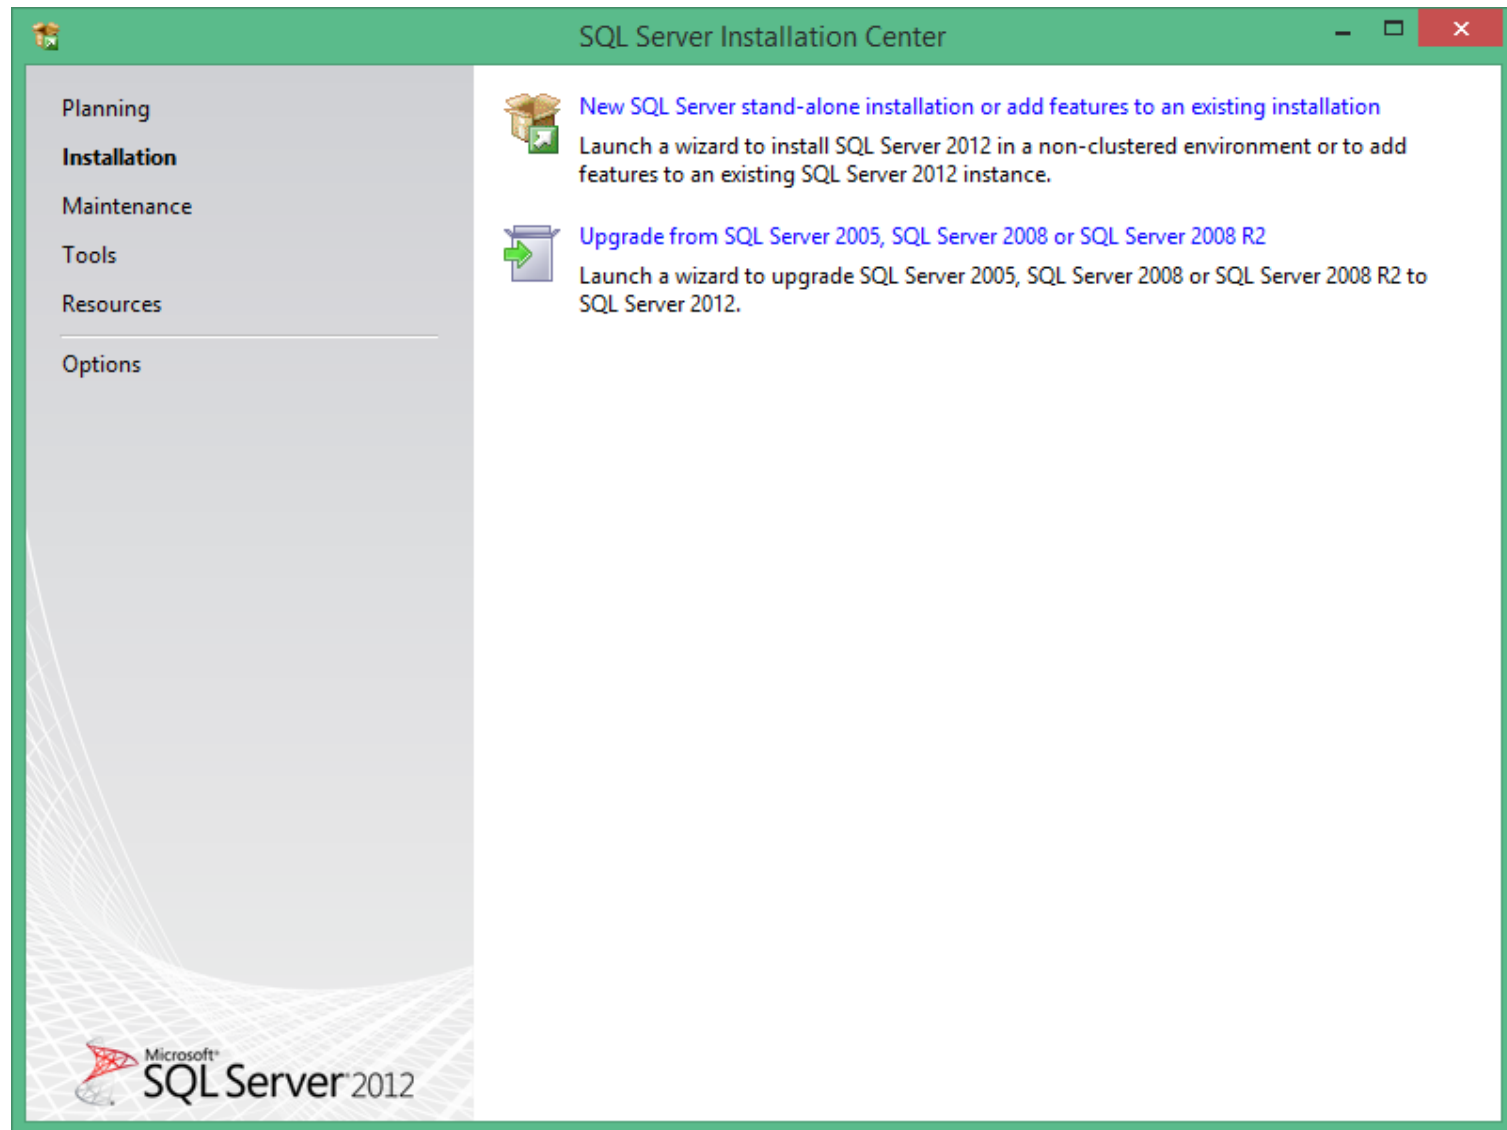 SQL Server Installation Center
Planning
Installation
Maintenance
Tools
Resources
Options
New SQL Server stand-alone installation or add features to an existing installation
Launch a wizard to install SQL Server 2012 in a non-clustered environment or to add
features to an existing SQL Server 2012 instance.
Upgrade from SQL Server 2005, SQL Server 2008 or SQL Server 2008 R2
Launch a wizard to upgrade SQL Server 2005, SQL Server 2008 or SQL Server 2008 R2 to
SQL Server 2012.
Microsoft®
SQL Server® 2012